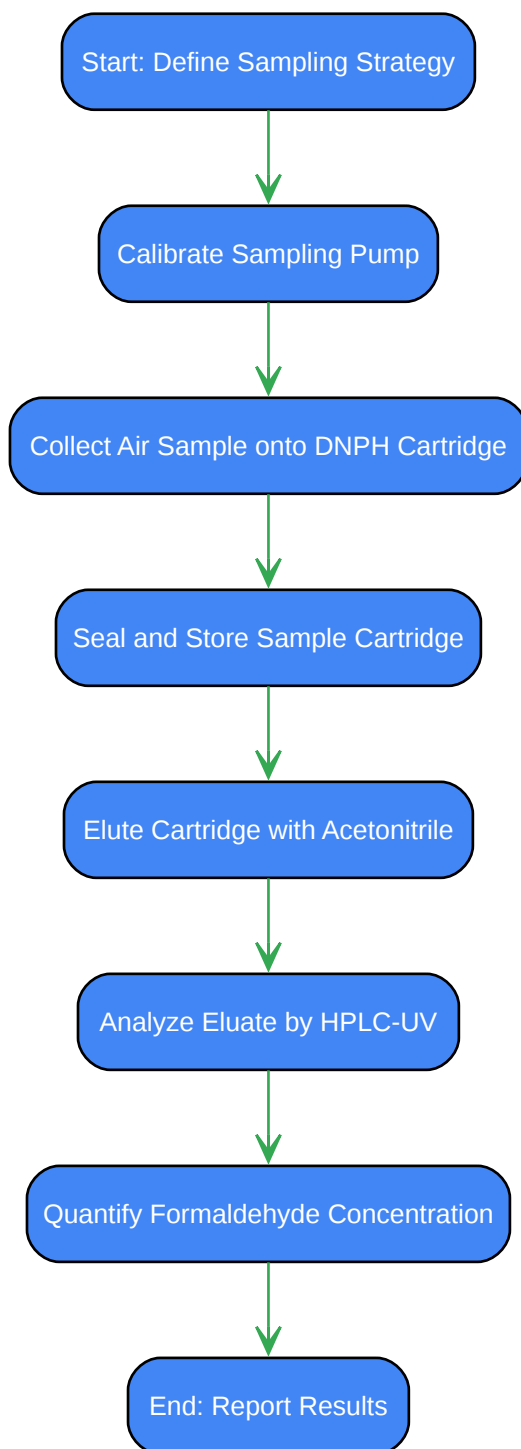 Start: Define Sampling Strategy
Calibrate Sampling Pump
Collect Air Sample onto DNPH Cartridge
Seal and Store Sample Cartridge
Elute Cartridge with Acetonitrile
Analyze Eluate by HPLC-UV
Quantify Formaldehyde Concentration
End: Report Results